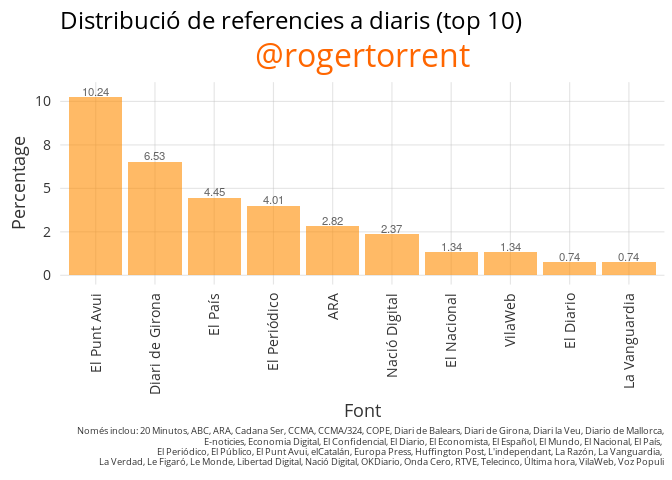 Distribució de referencies a diaris (top 10)
@rogertorrent
Percentage
10
8
5
2
0
10.24
6.53
4.45
4.01
2.82
2.37
1.34
1.34
0.74
0.74
El Punt Avui
Diari de Girona
El País
El Periódico
ARA
Nació Digital
El Nacional
VilaWeb
El Diario
La Vanguardia
Font
Només inclou: 20 Minutos, ABC, ARA, Cadana Ser, CCMA, CCMA/324, COPE, Diari de Balears, Diari de Girona, Diari la Veu, Diario de Mallorca,
E-noticies, Economia Digital, El Confidencial, El Diario, El Economista, El Español, El Mundo, El Nacional, El País,
El Periódico, El Público, El Punt Avui, elCatalán, Europa Press, Huffington Post, L'independant, La Razón, La Vanguardia,
La Verdad, Le Figaró, Le Monde, Libertad Digital, Nació Digital, OKDiario, Onda Cero, RTVE, Telecinco, Última hora, VilaWeb, Voz Populi